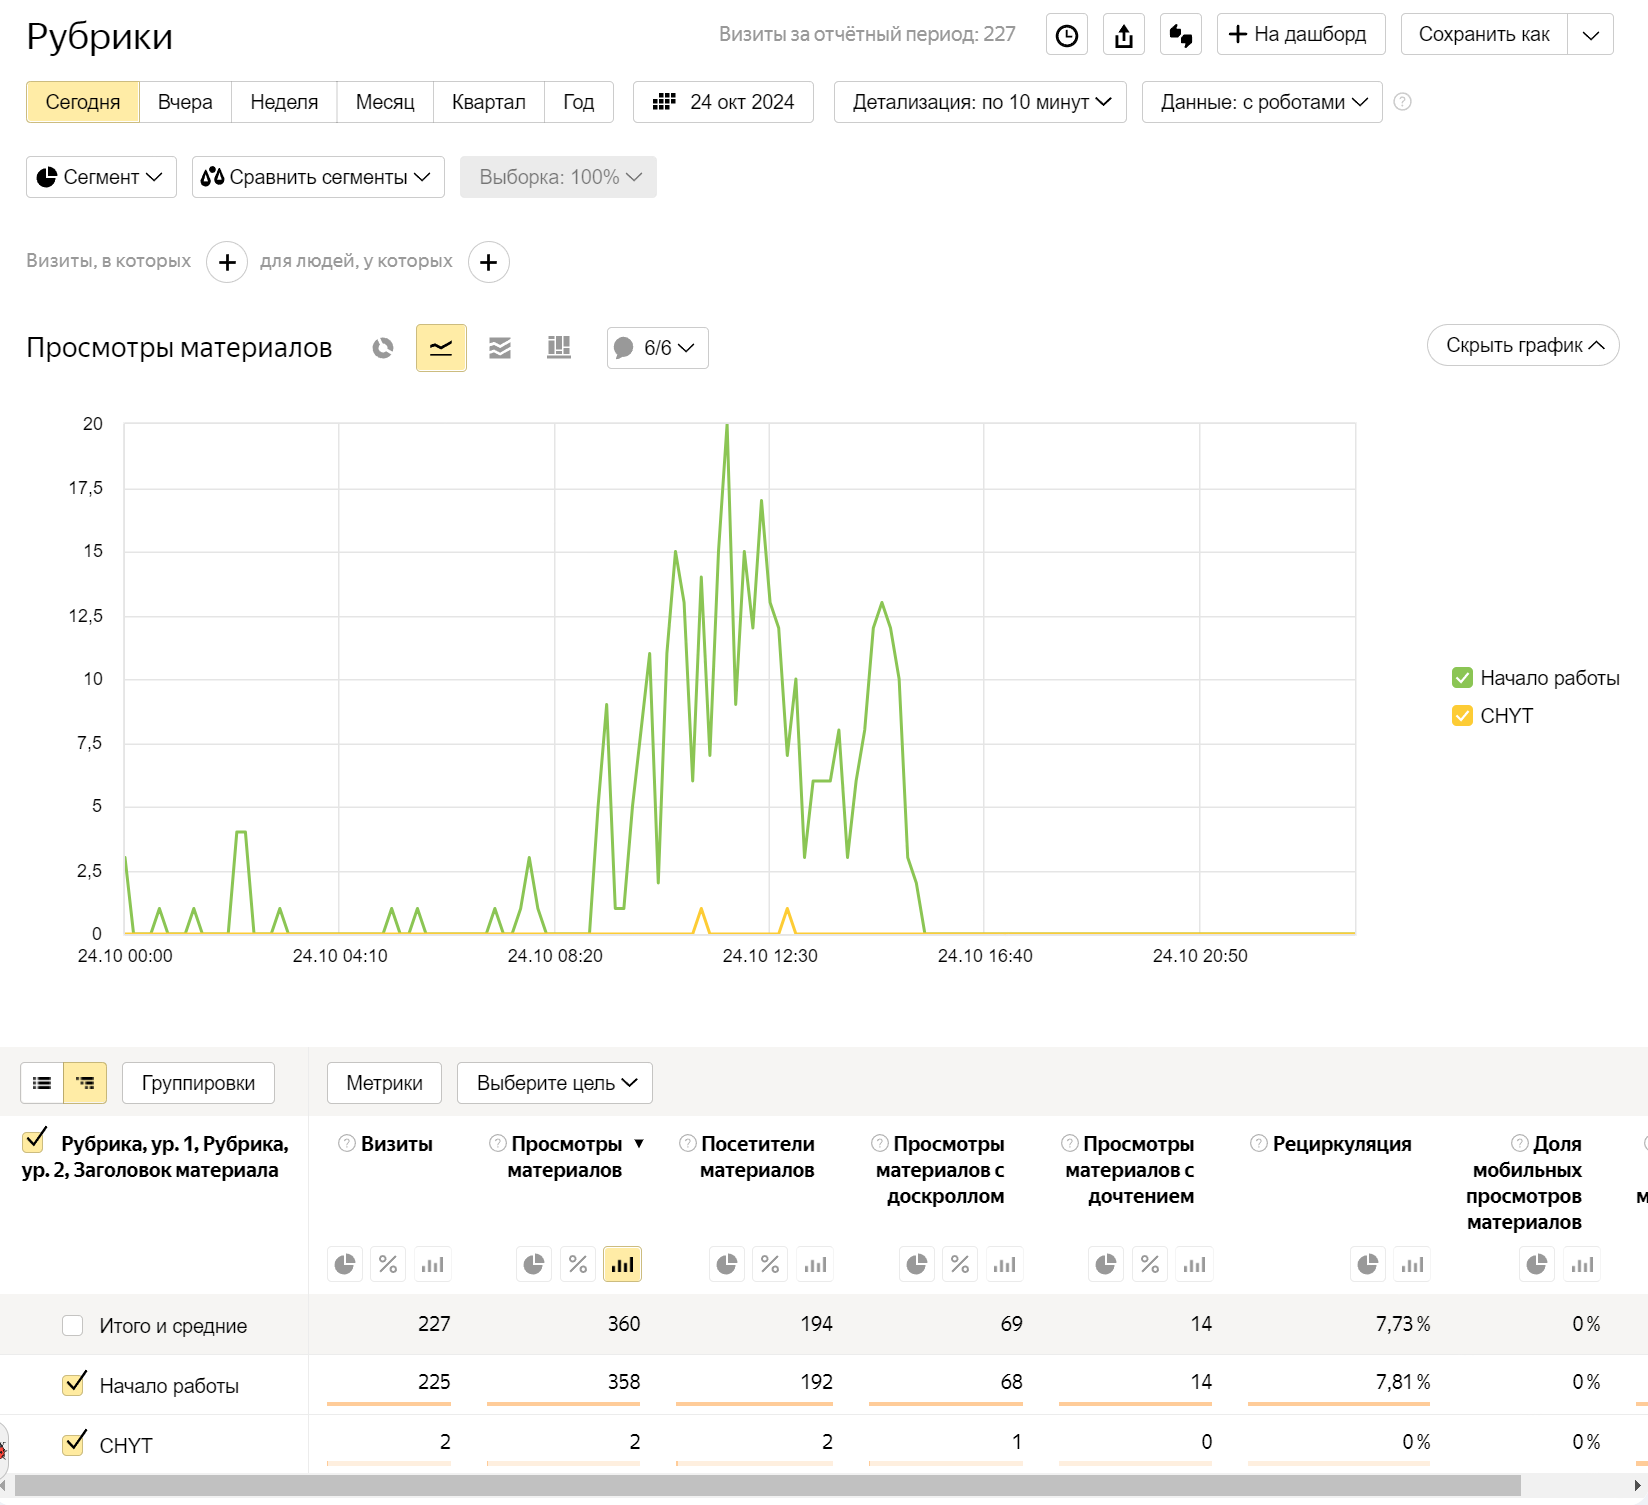 Рубрики
Визиты за отчётный период: 227
На дашборд
Сохранить как
Сегодня
Вчера
Неделя
Месяц
Квартал
Год
24 окт 2024
Детализация: по 10 минут
Данные: с роботами
?
Сегмент
Сравнить сегменты
Выборка: 100%
Визиты, в которых
для людей, у которых
Просмотры материалов
6/6
Скрыть график
20
17,5
15
12,5
10
7,5
5
2,5
0
24.10 00:00
24.10 04:10
24.10 08:20
24.10 12:30
24.10 16:40
24.10 20:50
Начало работы
CHYT
Группировки
Метрики
Выберите цель
Рубрика, ур. 1, Рубрика,
ур. 2, Заголовок материала
? Визиты
? Просмотры
материалов
? Посетители
материалов
? Просмотры
материалов с
доскроллом
? Просмотры
материалов с
дочтением
? Рециркуляция
? Доля
мобильных
просмотров
материалов
м
% % % % %
Итого и средние 227 360 194 69 14 7,73 % 0 %
Начало работы 225 358 192 68 14 7,81 % 0 %
CHYT 2 2 2 1 0 0 % 0 %